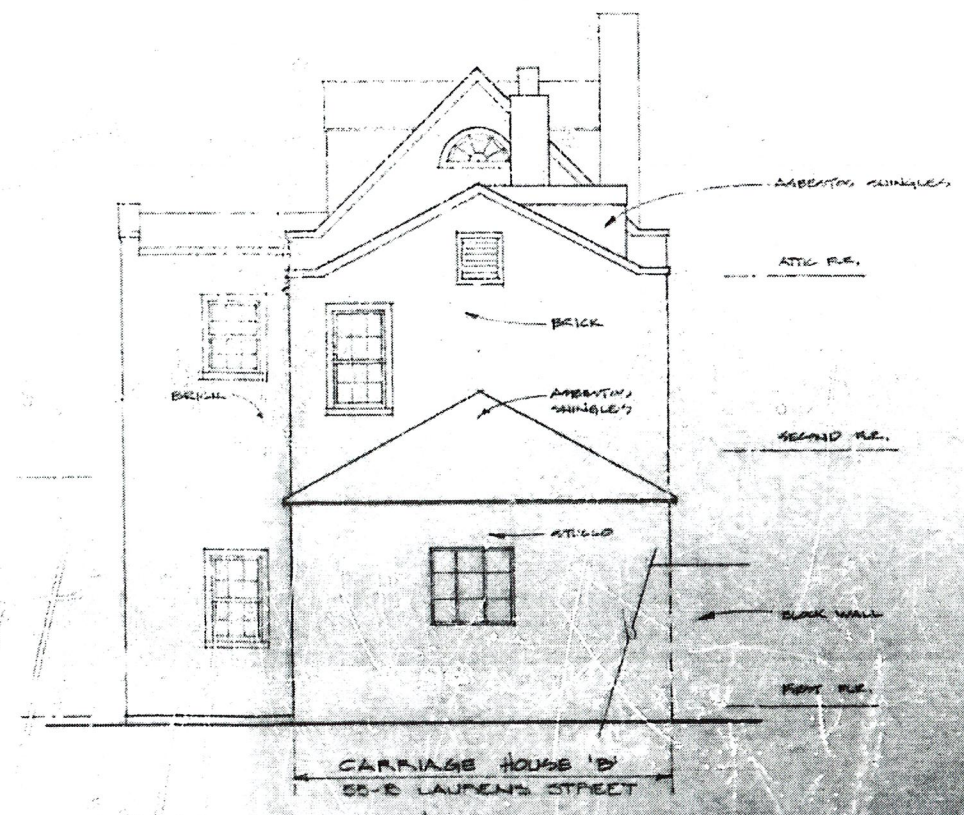 ASBESTOS SHINGLES
ATTIC FLR.
BRICK
BRICK
ASBESTOS
SHINGLES
SECOND FLR.
STUCCO
BLOCK WALL
FIRST FLR.
CARRIAGE HOUSE 'B'
55-B LAURENS STREET